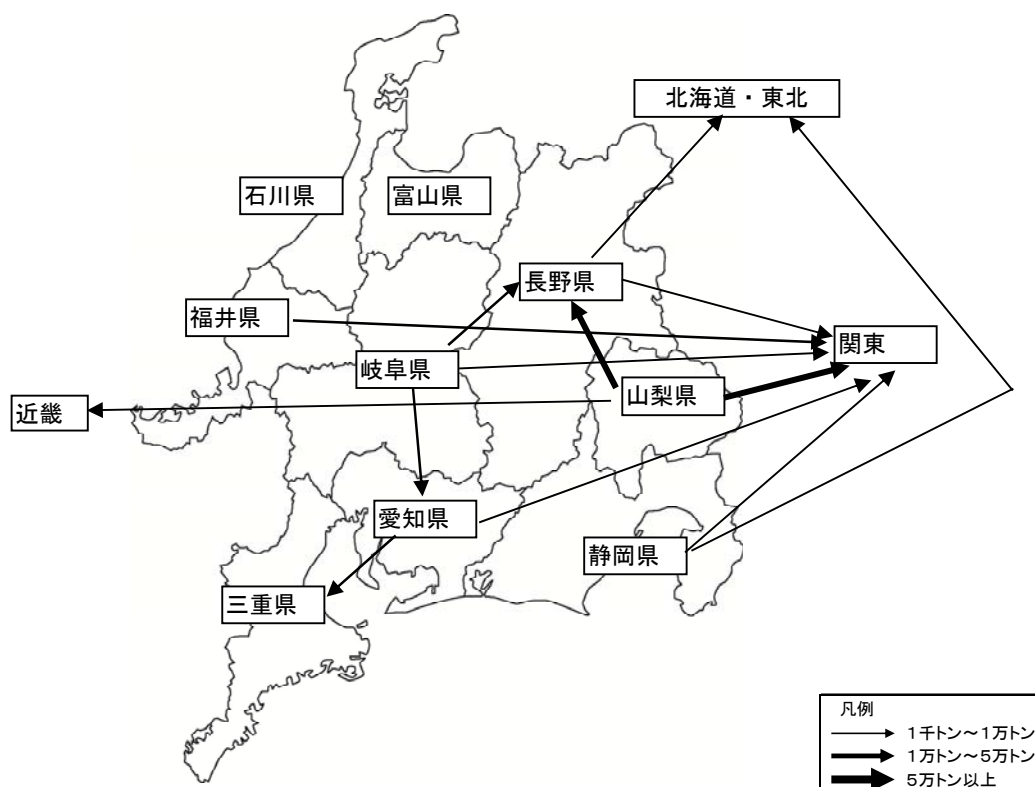 北海道・東北
石川県
富山県
長野県
福井県
関東
岐阜県
山梨県
近畿
愛知県
静岡県
三重県
凡例
1千トン～1万トン
1万トン～5万トン
5万トン以上